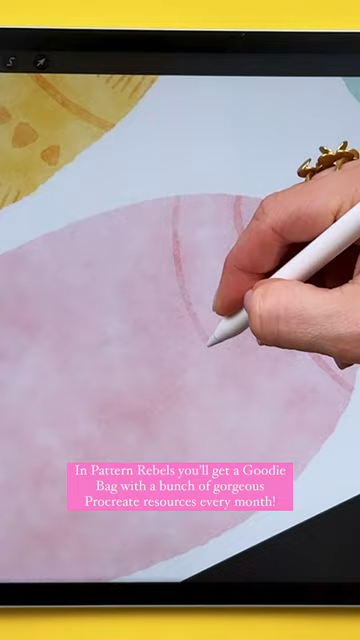 In Pattern Rebels you'll get a Goodie
Bag with a bunch of gorgeous
Procreate resources every month!